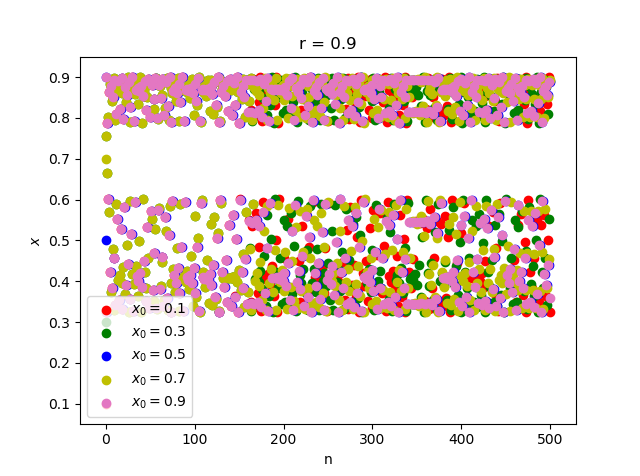 r = 0.9
0.9
0.8
0.7
0.6
0.5
0.4
0.3
0.2
0.1
x
x₀ = 0.1
x₀ = 0.3
x₀ = 0.5
x₀ = 0.7
x₀ = 0.9
0 100 200 300 400 500
n